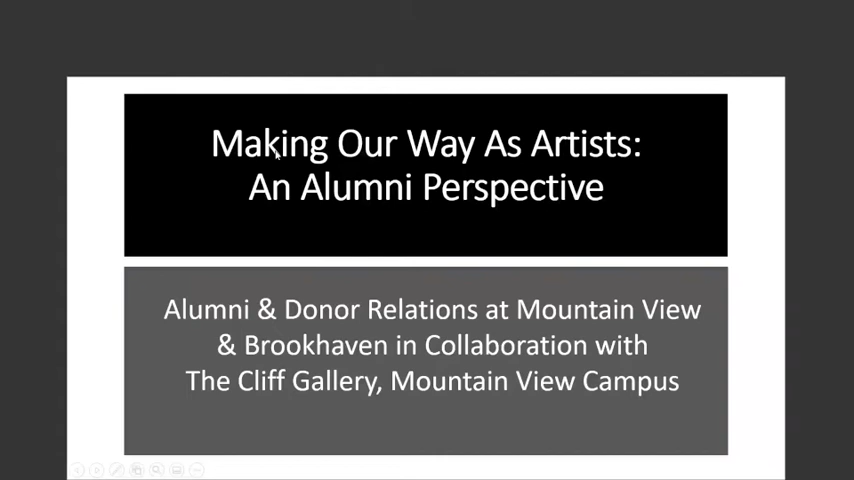 Making Our Way As Artists:
An Alumni Perspective
Alumni & Donor Relations at Mountain View
& Brookhaven in Collaboration with
The Cliff Gallery, Mountain View Campus